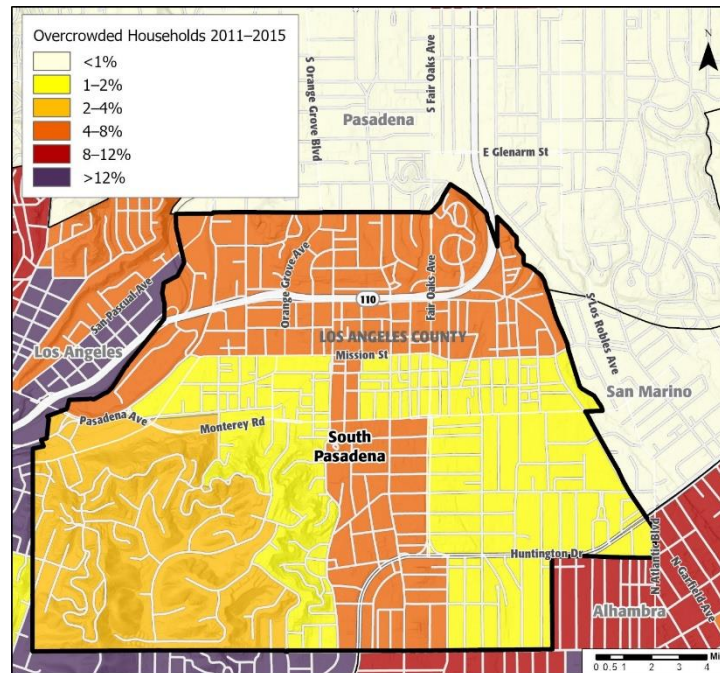 Overcrowded Households 2011–2015
<1%
1–2%
2–4%
4–8%
8–12%
>12%
N
S Orange Grove Blvd
S Fair Oaks Ave
Pasadena
E Glenarm St
Orange Grove Ave
Fair Oaks Ave
San Pascual Ave
110
S Los Robles Ave
Los Angeles
LOS ANGELES COUNTY
Mission St
San Marino
Pasadena Ave
Monterey Rd
South
Pasadena
Huntington Dr
N Atlantic Blvd
N Garfield Ave
Alhambra
0 0.5 1 2 3 4